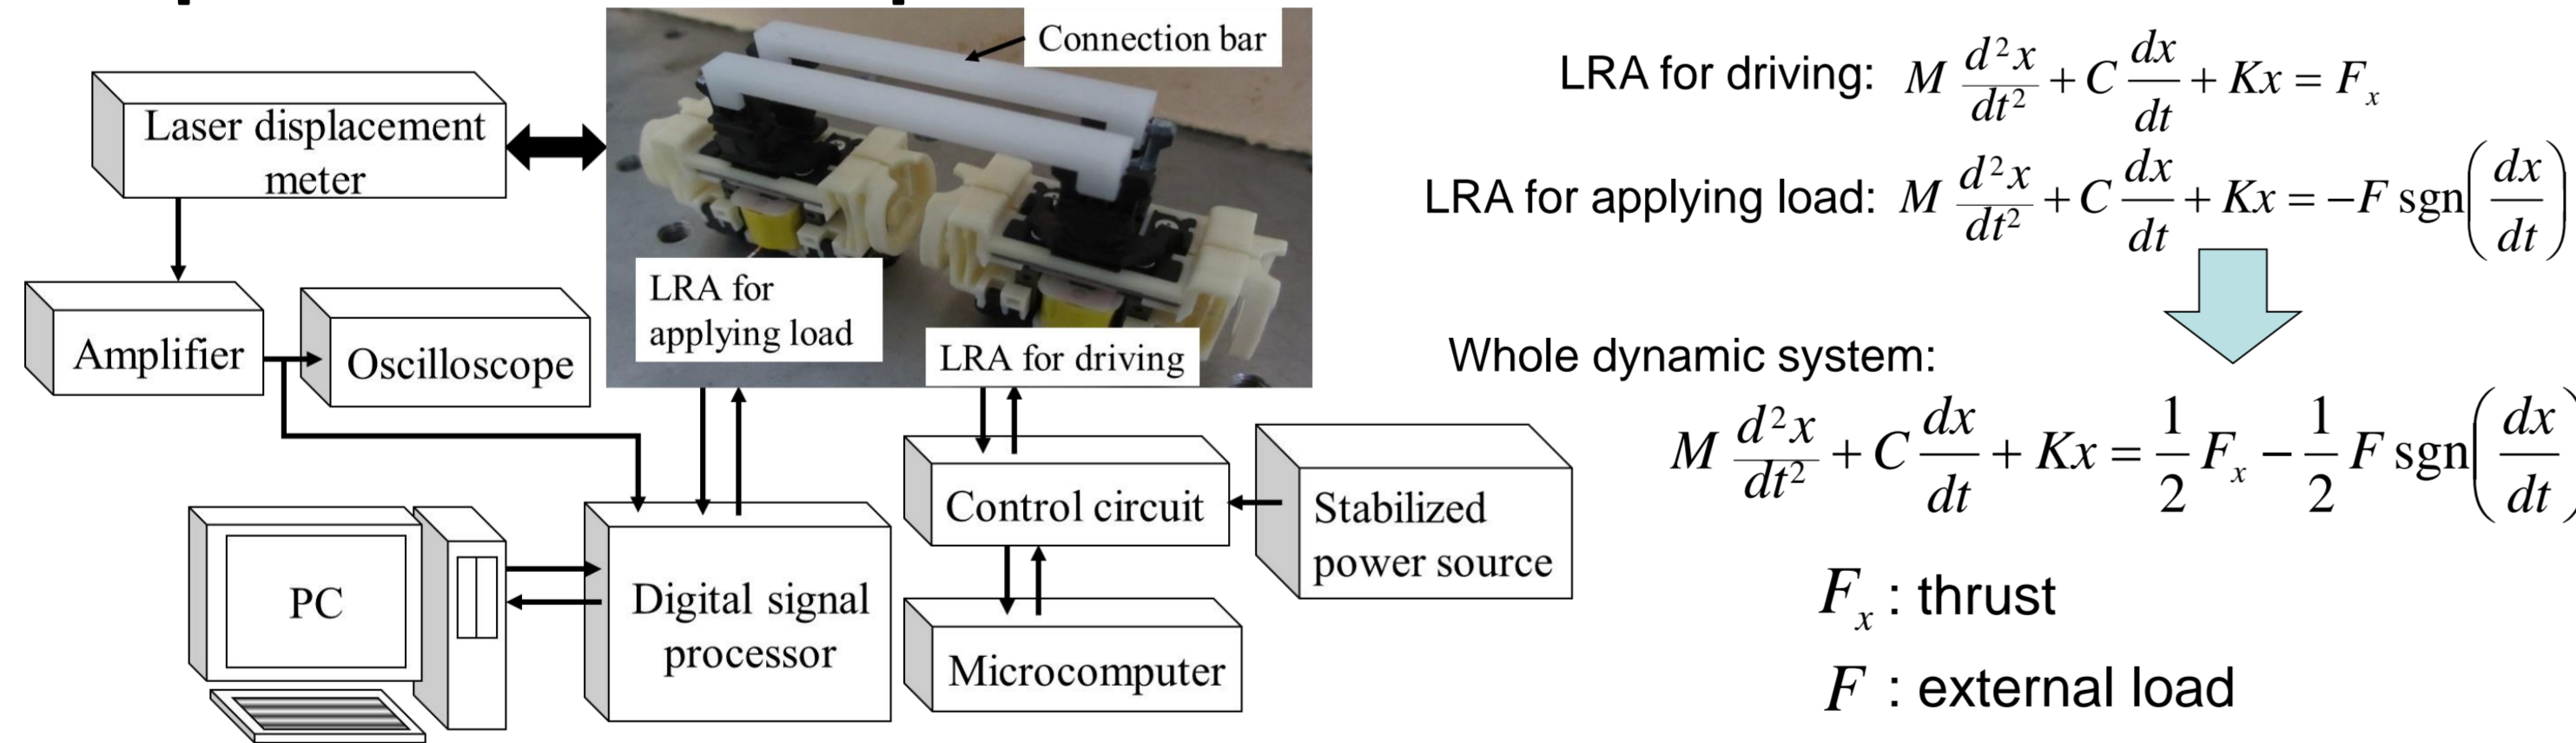 Connection bar
Laser displacement
meter
LRA for
applying load
LRA for driving
Amplifier
Oscilloscope
Control circuit
Stabilized
power source
PC
Digital signal
processor
Microcomputer
LRA for driving: M d²x/dt² + C dx/dt + Kx = Fₓ
LRA for applying load: M d²x/dt² + C dx/dt + Kx = −F sgn(dx/dt)
Whole dynamic system:
M d²x/dt² + C dx/dt + Kx = 1/2 Fₓ − 1/2 F sgn(dx/dt)
Fₓ : thrust
F : external load